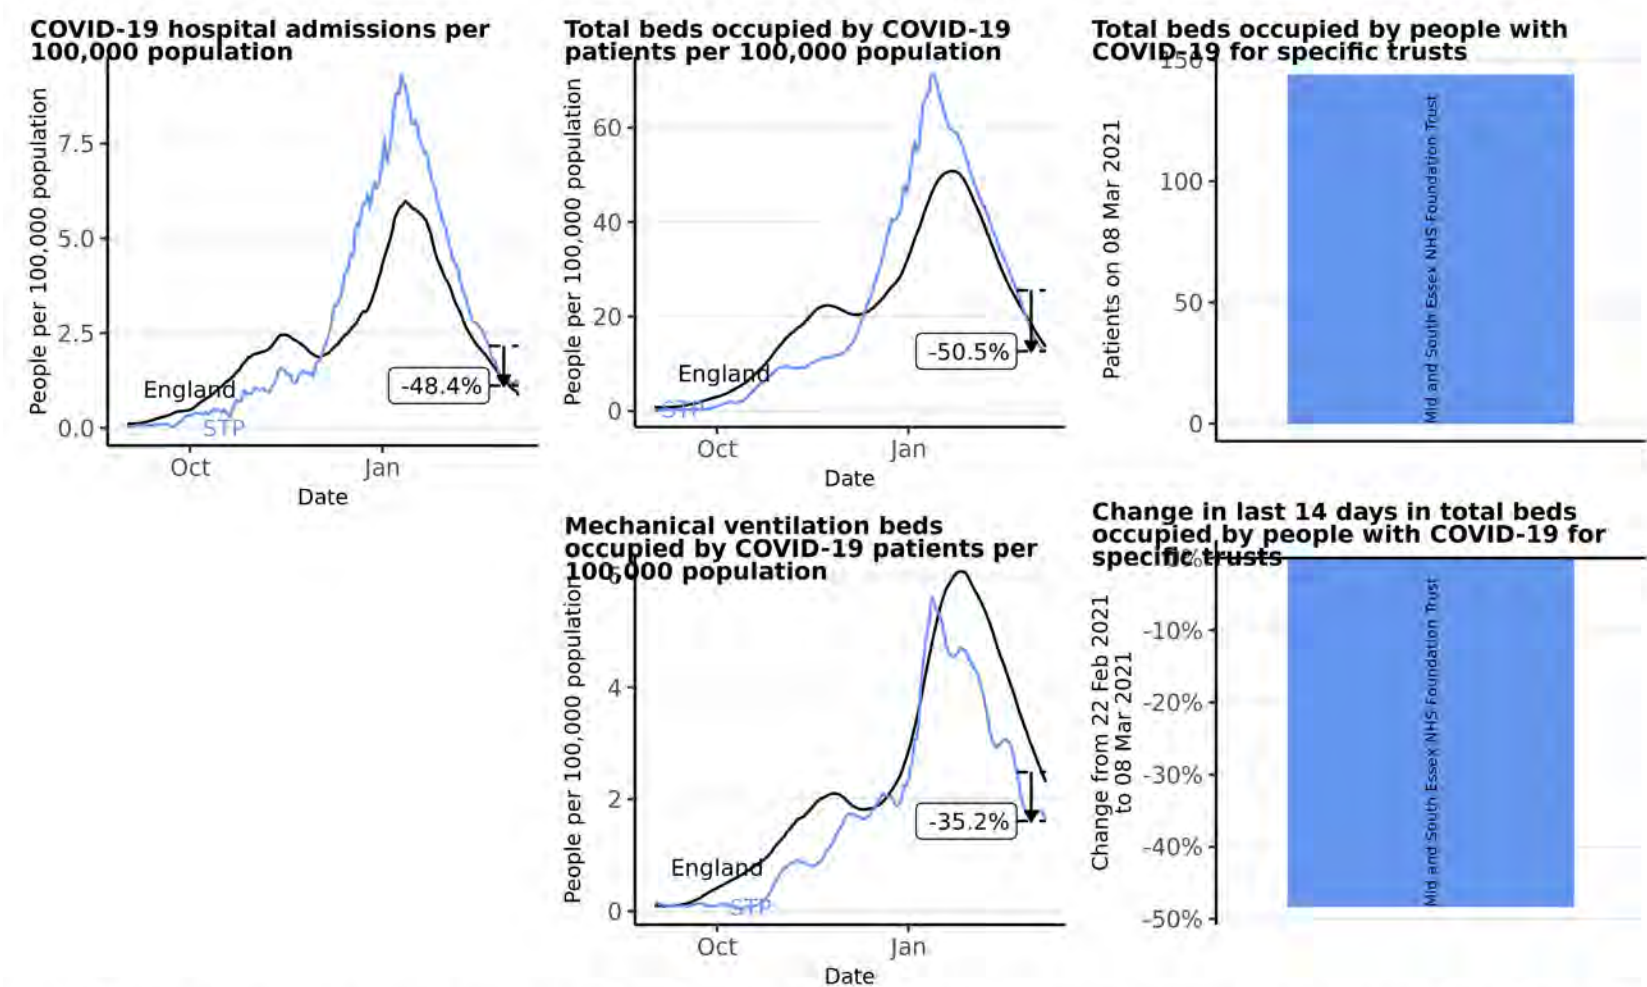 COVID-19 hospital admissions per
100,000 population
People per 100,000 population
7.5
5.0
2.5
0.0
England
STP
-48.4%
Oct
Jan
Date
Total beds occupied by COVID-19
patients per 100,000 population
People per 100,000 population
60
40
20
0
England
STP
-50.5%
Oct
Jan
Date
Total beds occupied by people with
COVID-19 for specific trusts
Patients on 08 Mar 2021
150
100
50
0
Mid and South Essex NHS Foundation Trust
Mechanical ventilation beds
occupied by COVID-19 patients per
100,000 population
People per 100,000 population
6
4
2
0
England
STP
-35.2%
Oct
Jan
Date
Change in last 14 days in total beds
occupied by people with COVID-19 for
specific trusts
Change from 22 Feb 2021
to 08 Mar 2021
0%
-10%
-20%
-30%
-40%
-50%
Mid and South Essex NHS Foundation Trust